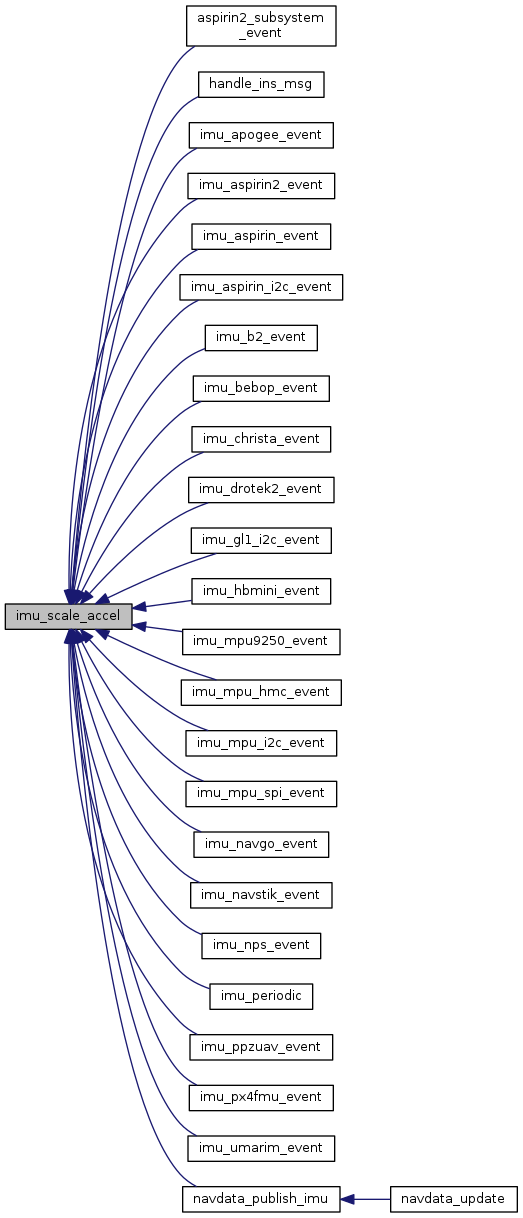 aspirin2_subsystem
_event
handle_ins_msg
imu_apogee_event
imu_aspirin2_event
imu_aspirin_event
imu_aspirin_i2c_event
imu_b2_event
imu_bebop_event
imu_christa_event
imu_drotek2_event
imu_gl1_i2c_event
imu_hbmini_event
imu_scale_accel
imu_mpu9250_event
imu_mpu_hmc_event
imu_mpu_i2c_event
imu_mpu_spi_event
imu_navgo_event
imu_navstik_event
imu_nps_event
imu_periodic
imu_ppzuav_event
imu_px4fmu_event
imu_umarim_event
navdata_publish_imu
navdata_update